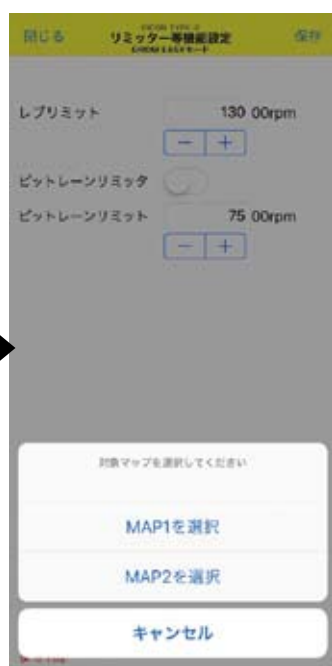 閉じる
リミッター等機能設定
保存
レブリミット
130 00rpm
− +
ピットレーンリミッタ
ピットレーンリミット
75 00rpm
− +
対象マップを選択してください
MAP1を選択
MAP2を選択
キャンセル